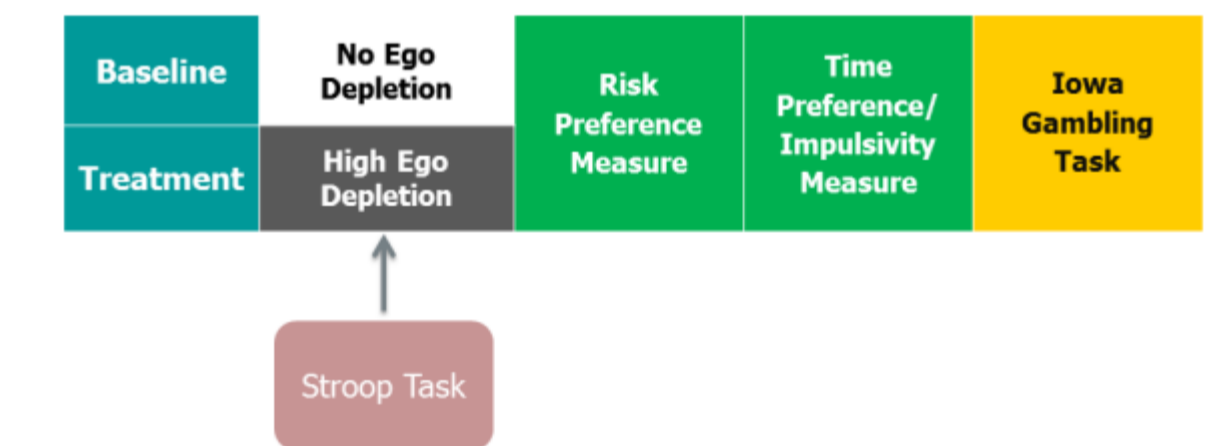 Baseline
No Ego
Depletion
Risk
Preference
Measure
Time
Preference/
Impulsivity
Measure
Iowa
Gambling
Task
Treatment
High Ego
Depletion
Stroop Task